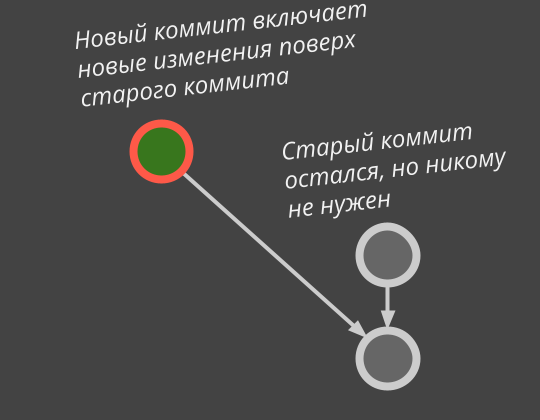 Новый коммит включает
новые изменения поверх
старого коммита
Старый коммит
остался, но никому
не нужен